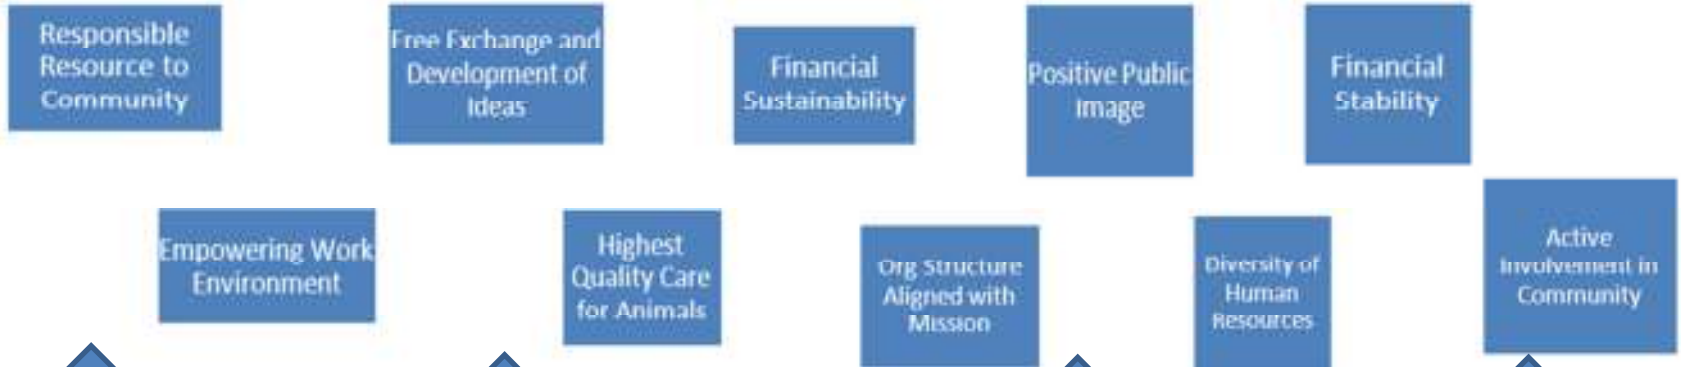 Responsible
Resource to
Community
Free Exchange and
Development of
Ideas
Financial
Sustainability
Positive Public
Image
Financial
Stability
Empowering Work
Environment
Highest
Quality Care
for Animals
Org Structure
Aligned with
Mission
Diversity of
Human
Resources
Active
Involvement in
Community